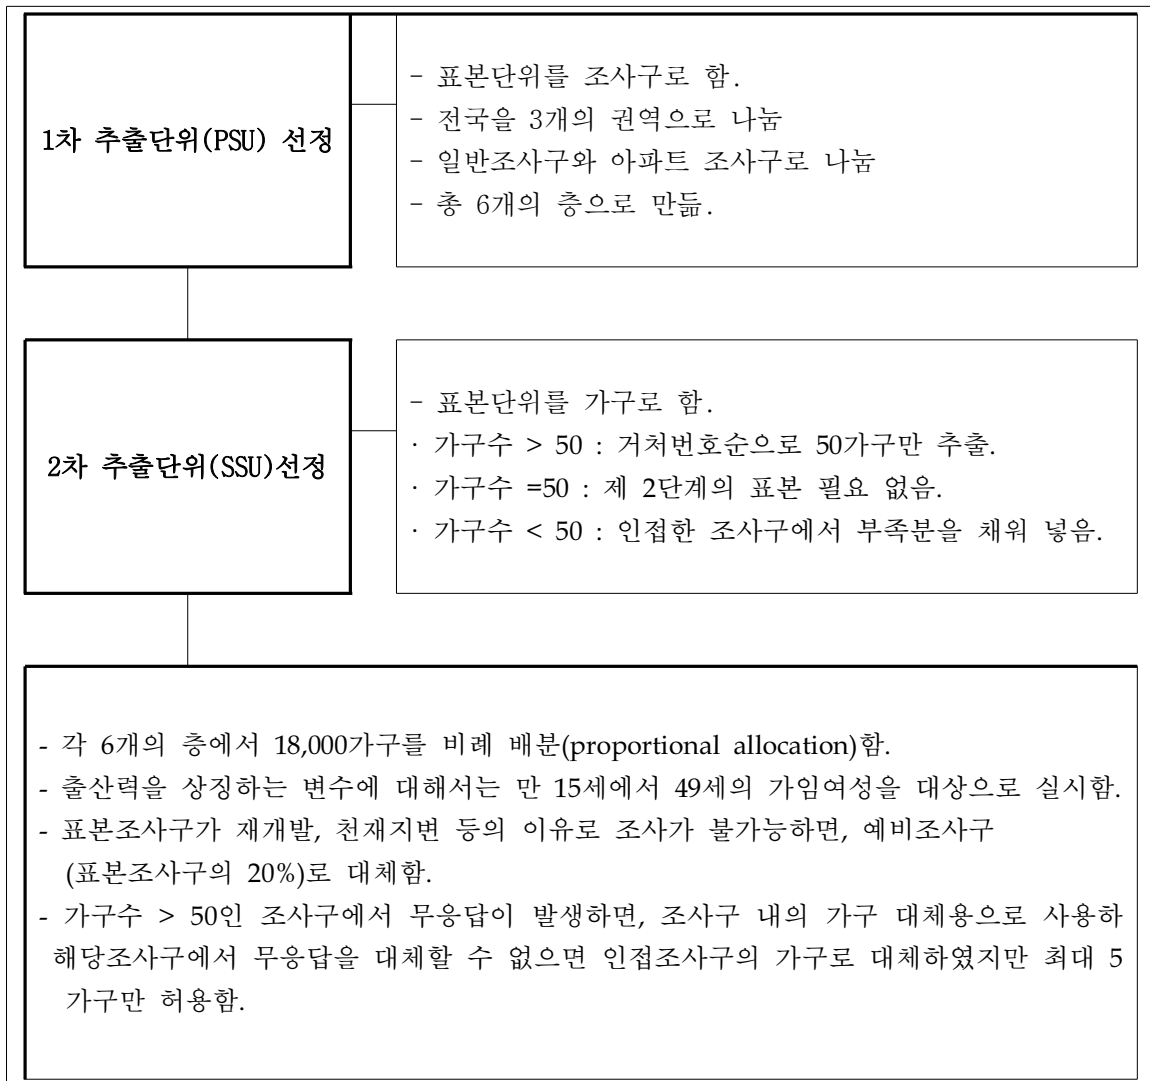 1차 추출단위(PSU) 선정
- 표본단위를 조사구로 함.
- 전국을 3개의 권역으로 나눔
- 일반조사구와 아파트 조사구로 나눔
- 총 6개의 층으로 만듦.
2차 추출단위(SSU)선정
- 표본단위를 가구로 함.
· 가구수 > 50 : 거처번호순으로 50가구만 추출.
· 가구수 =50 : 제 2단계의 표본 필요 없음.
· 가구수 < 50 : 인접한 조사구에서 부족분을 채워 넣음.
- 각 6개의 층에서 18,000가구를 비례 배분(proportional allocation)함.
- 출산력을 상징하는 변수에 대해서는 만 15세에서 49세의 가임여성을 대상으로 실시함.
- 표본조사구가 재개발, 천재지변 등의 이유로 조사가 불가능하면, 예비조사구
(표본조사구의 20%)로 대체함.
- 가구수 > 50인 조사구에서 무응답이 발생하면, 조사구 내의 가구 대체용으로 사용하
해당조사구에서 무응답을 대체할 수 없으면 인접조사구의 가구로 대체하였지만 최대 5
가구만 허용함.